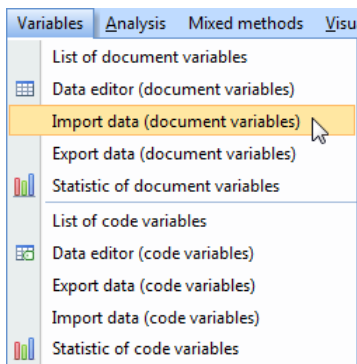 Variables Analysis Mixed methods Visu
List of document variables
Data editor (document variables)
Import data (document variables)
Export data (document variables)
Statistic of document variables
List of code variables
Data editor (code variables)
Export data (code variables)
Import data (code variables)
Statistic of code variables